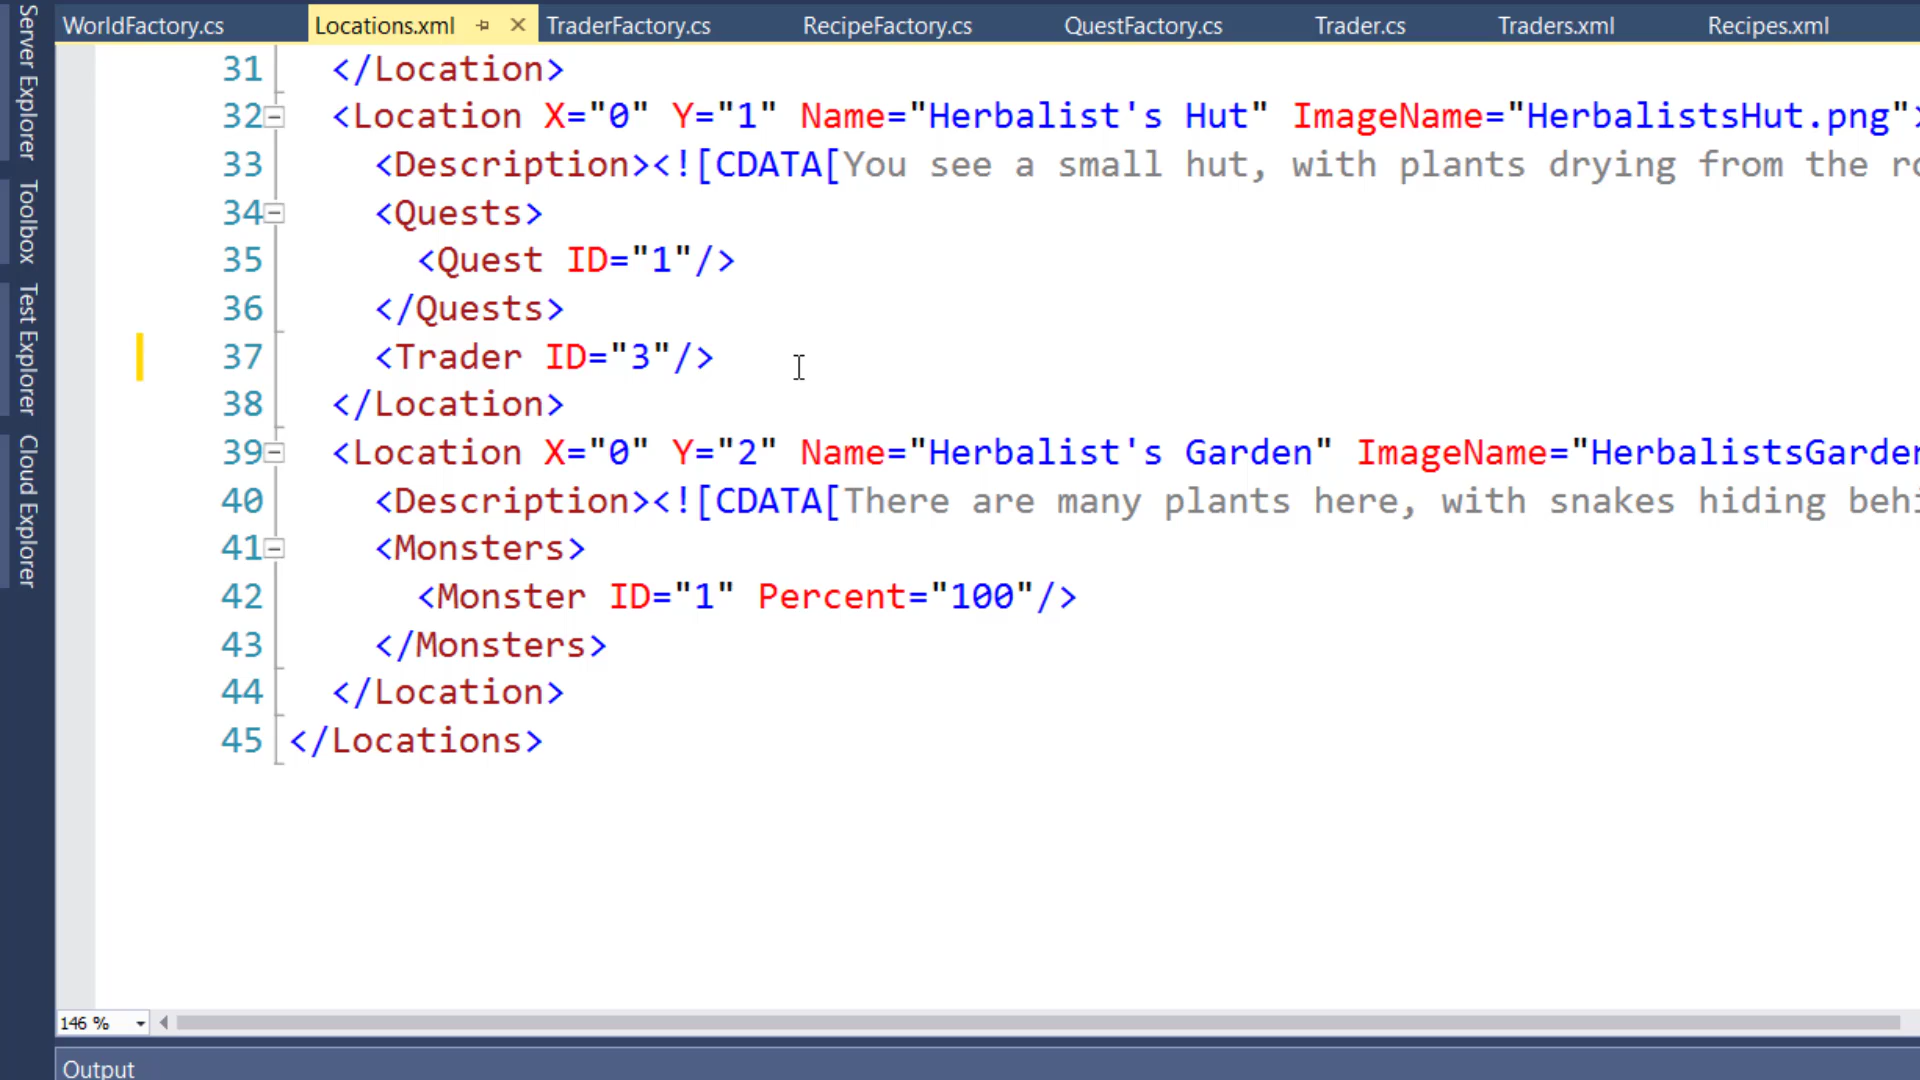 WorldFactory.cs Locations.xml TraderFactory.cs RecipeFactory.cs QuestFactory.cs Trader.cs Traders.xml Recipes.xml
Server Explorer
Toolbox
Test Explorer
Cloud Explorer
31 </Location>
32 <Location X="0" Y="1" Name="Herbalist's Hut" ImageName="HerbalistsHut.png">
33 <Description><![CDATA[You see a small hut, with plants drying from the ro
34 <Quests>
35 <Quest ID="1"/>
36 </Quests>
37 <Trader ID="3"/>
38 </Location>
39 <Location X="0" Y="2" Name="Herbalist's Garden" ImageName="HerbalistsGarden
40 <Description><![CDATA[There are many plants here, with snakes hiding behi
41 <Monsters>
42 <Monster ID="1" Percent="100"/>
43 </Monsters>
44 </Location>
45 </Locations>
146 %
Output